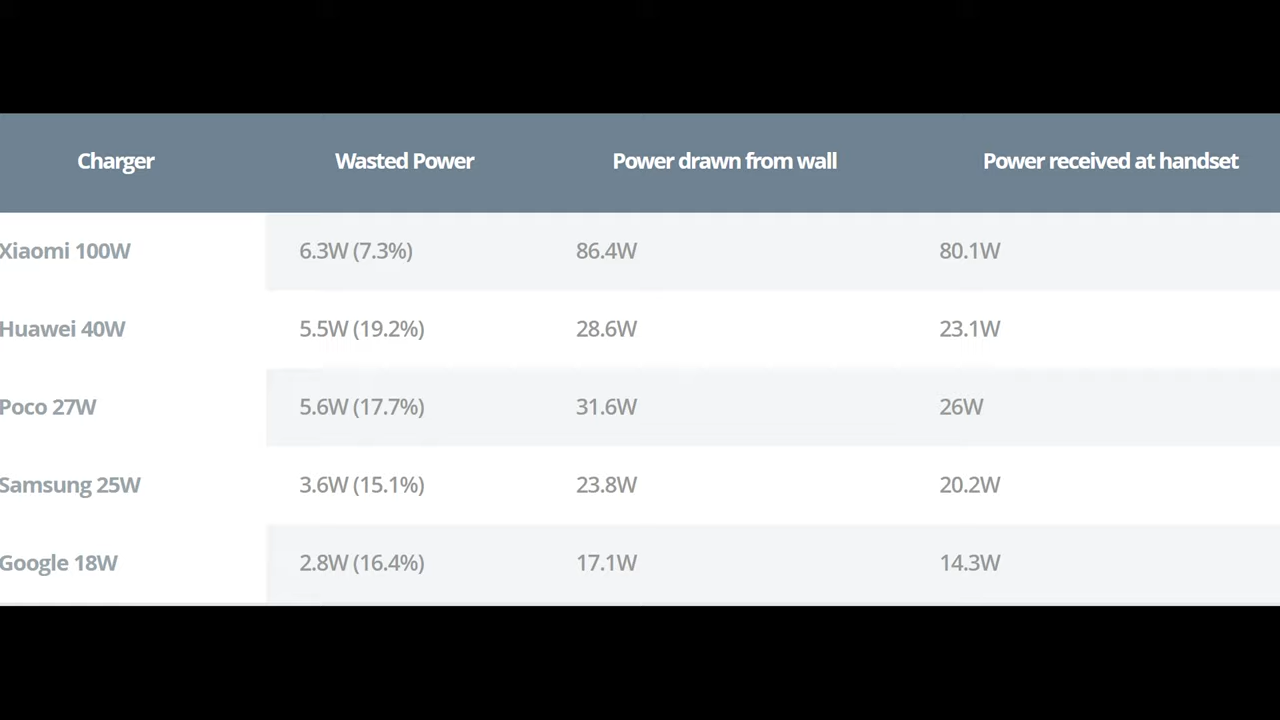 Charger Wasted Power Power drawn from wall Power received at handset
Xiaomi 100W 6.3W (7.3%) 86.4W 80.1W
Huawei 40W 5.5W (19.2%) 28.6W 23.1W
Poco 27W 5.6W (17.7%) 31.6W 26W
Samsung 25W 3.6W (15.1%) 23.8W 20.2W
Google 18W 2.8W (16.4%) 17.1W 14.3W